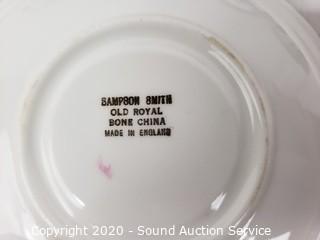 SAMPSON SMITH
OLD ROYAL
BONE CHINA
MADE IN ENGLAND
Copyright 2020 - Sound Auction Service